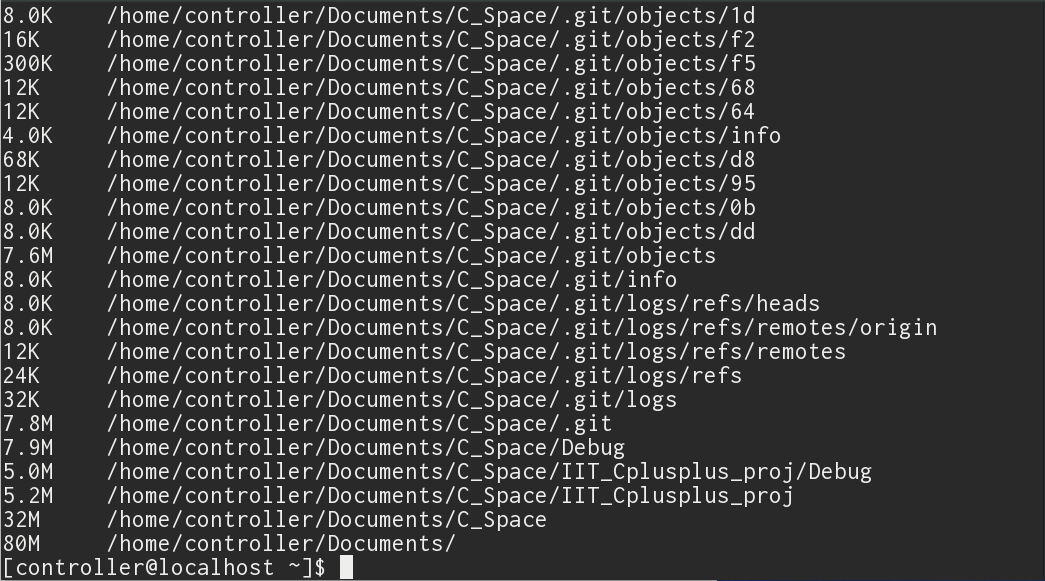 8.0K /home/controller/Documents/C_Space/.git/objects/1d
16K /home/controller/Documents/C_Space/.git/objects/f2
300K /home/controller/Documents/C_Space/.git/objects/f5
12K /home/controller/Documents/C_Space/.git/objects/68
12K /home/controller/Documents/C_Space/.git/objects/64
4.0K /home/controller/Documents/C_Space/.git/objects/info
68K /home/controller/Documents/C_Space/.git/objects/d8
12K /home/controller/Documents/C_Space/.git/objects/95
8.0K /home/controller/Documents/C_Space/.git/objects/0b
8.0K /home/controller/Documents/C_Space/.git/objects/dd
7.6M /home/controller/Documents/C_Space/.git/objects
8.0K /home/controller/Documents/C_Space/.git/info
8.0K /home/controller/Documents/C_Space/.git/logs/refs/heads
8.0K /home/controller/Documents/C_Space/.git/logs/refs/remotes/origin
12K /home/controller/Documents/C_Space/.git/logs/refs/remotes
24K /home/controller/Documents/C_Space/.git/logs/refs
32K /home/controller/Documents/C_Space/.git/logs
7.8M /home/controller/Documents/C_Space/.git
7.9M /home/controller/Documents/C_Space/Debug
5.0M /home/controller/Documents/C_Space/IIT_Cplusplus_proj/Debug
5.2M /home/controller/Documents/C_Space/IIT_Cplusplus_proj
32M /home/controller/Documents/C_Space
80M /home/controller/Documents/
[controller@localhost ~]$